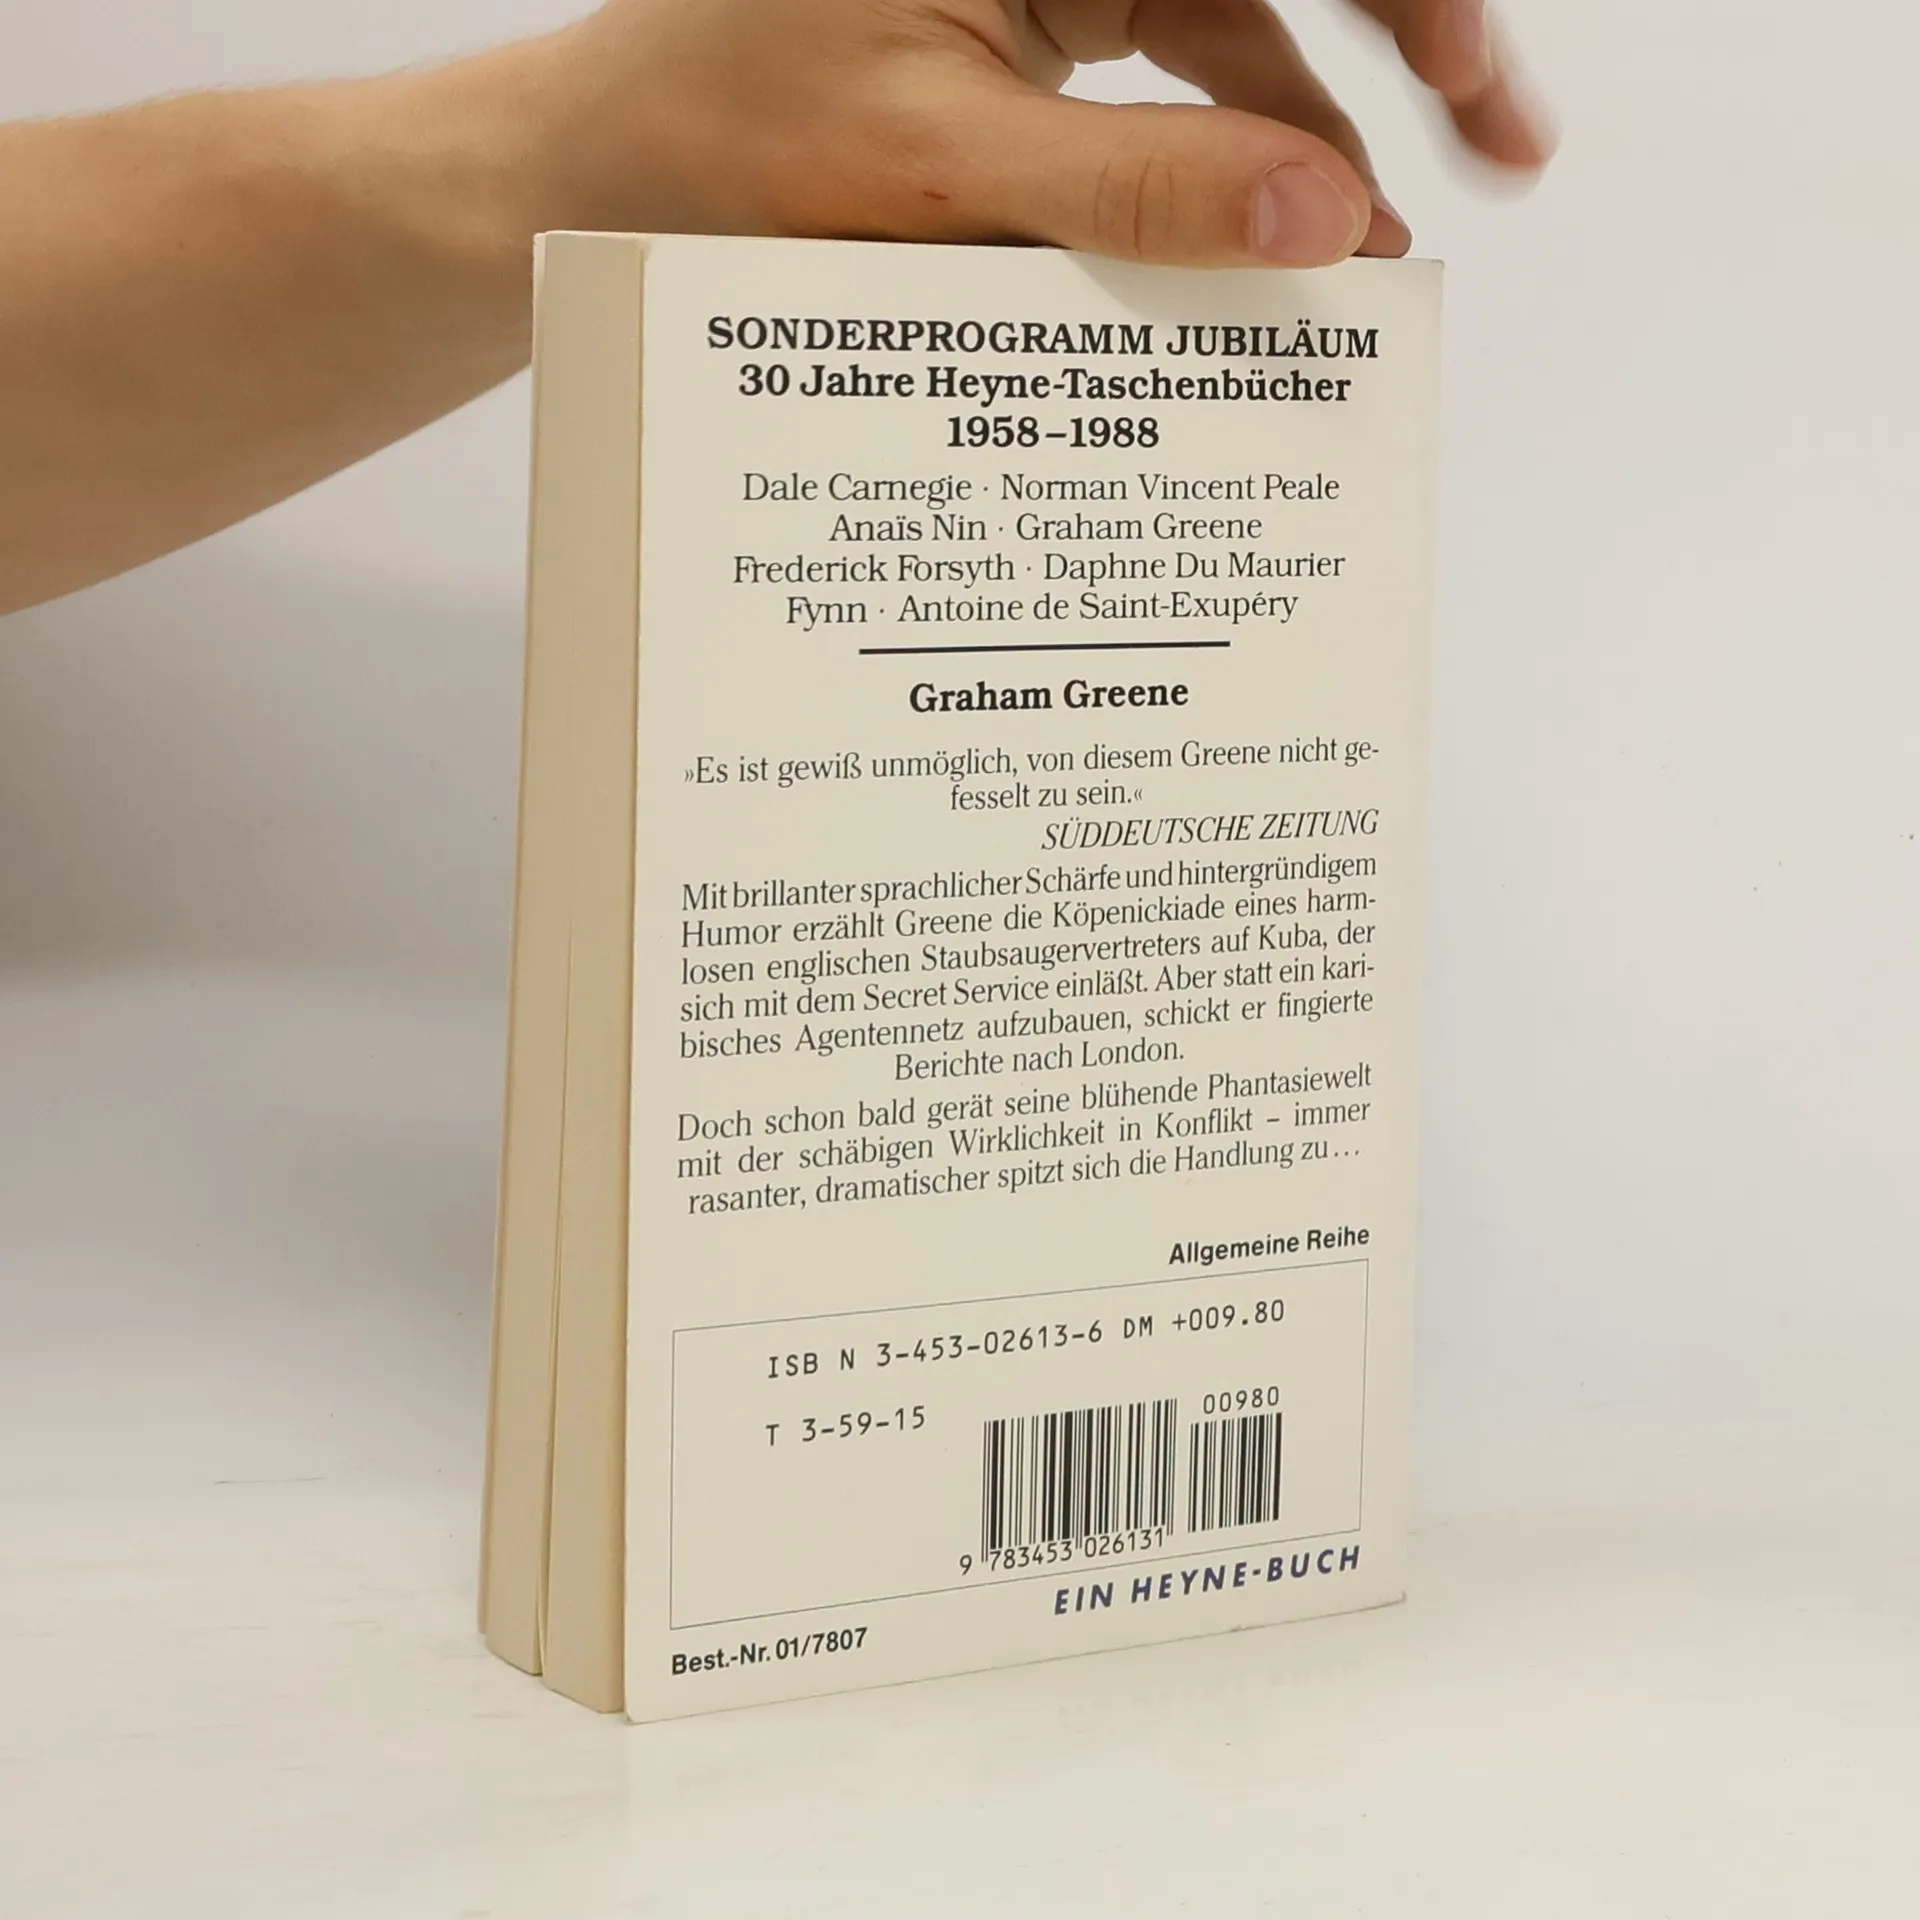 SONDERPROGRAMM JUBILÄUM
30 Jahre Heyne-Taschenbücher
1958–1988
Dale Carnegie · Norman Vincent Peale
Anaïs Nin · Graham Greene
Frederick Forsyth · Daphne Du Maurier
Fynn · Antoine de Saint-Exupéry
Graham Greene
»Es ist gewiß unmöglich, von diesem Greene nicht ge-
fesselt zu sein.«
SÜDDEUTSCHE ZEITUNG
Mit brillanter sprachlicher Schärfe und hintergründigem
Humor erzählt Greene die Köpenickiade eines harm-
losen englischen Staubsaugervertreters auf Kuba, der
sich mit dem Secret Service einläßt. Aber statt ein kari-
bisches Agentennetz aufzubauen, schickt er fingierte
Berichte nach London.
Doch schon bald gerät seine blühende Phantasiewelt
mit der schäbigen Wirklichkeit in Konflikt – immer
rasanter, dramatischer spitzt sich die Handlung zu...
Allgemeine Reihe
ISB N 3-453-02613-6 DM +009.80
T 3-59-15
00980
9 783453 026131
EIN HEYNE-BUCH
Best.-Nr. 01/7807